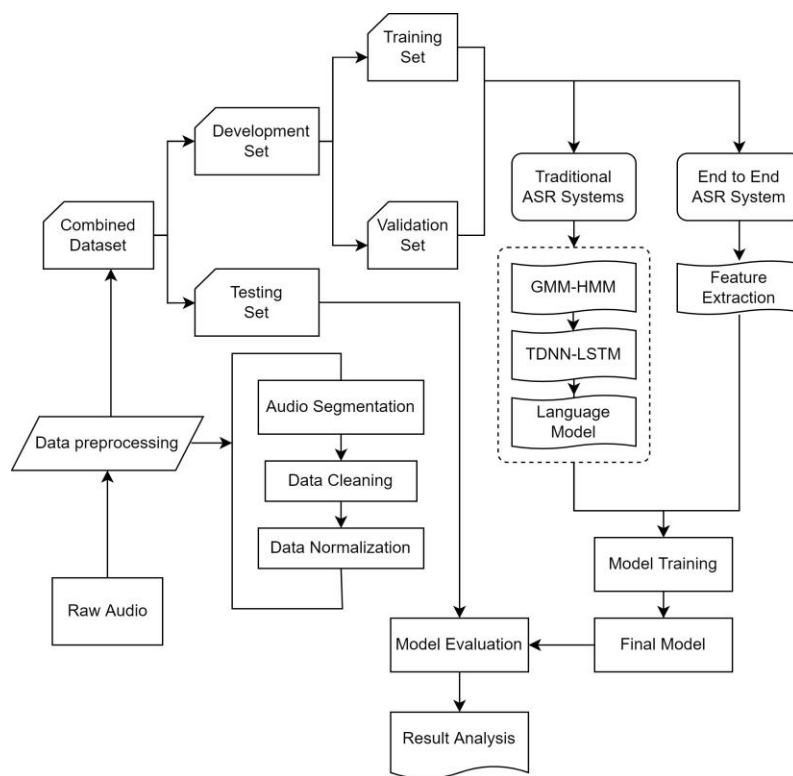 Training
Set
Development
Set
Traditional
ASR Systems
End to End
ASR System
Combined
Dataset
Validation
Set
Testing
Set
GMM-HMM
Feature
Extraction
TDNN-LSTM
Audio Segmentation
Language
Model
Data preprocessing
Data Cleaning
Data Normalization
Model Training
Raw Audio
Model Evaluation
Final Model
Result Analysis